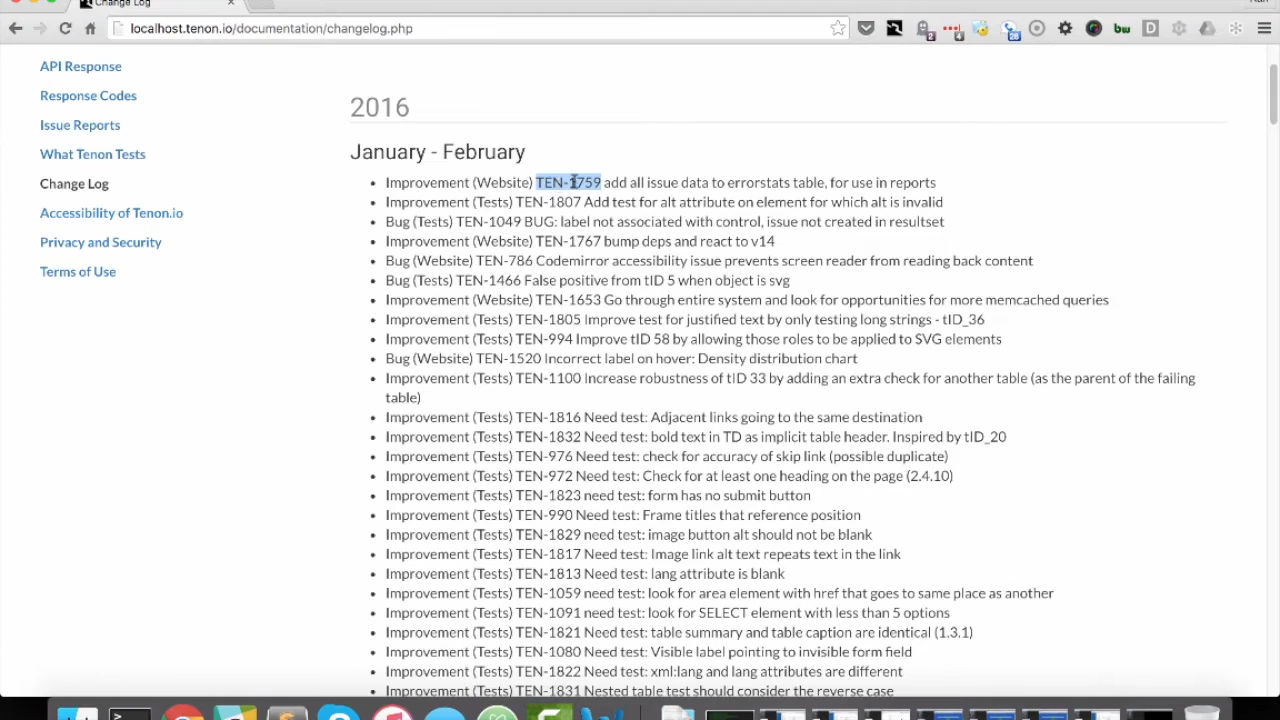 Change Log
localhost.tenon.io/documentation/changelog.php
bw
D
2
4
28
API Response
Response Codes
Issue Reports
What Tenon Tests
Change Log
Accessibility of Tenon.io
Privacy and Security
Terms of Use
2016
January - February
• Improvement (Website) TEN-1759 add all issue data to errorstats table, for use in reports
• Improvement (Tests) TEN-1807 Add test for alt attribute on element for which alt is invalid
• Bug (Tests) TEN-1049 BUG: label not associated with control, issue not created in resultset
• Improvement (Website) TEN-1767 bump deps and react to v14
• Bug (Website) TEN-786 Codemirror accessibility issue prevents screen reader from reading back content
• Bug (Tests) TEN-1466 False positive from tID 5 when object is svg
• Improvement (Website) TEN-1653 Go through entire system and look for opportunities for more memcached queries
• Improvement (Tests) TEN-1805 Improve test for justified text by only testing long strings - tID_36
• Improvement (Tests) TEN-994 Improve tID 58 by allowing those roles to be applied to SVG elements
• Bug (Website) TEN-1520 Incorrect label on hover: Density distribution chart
• Improvement (Tests) TEN-1100 Increase robustness of tID 33 by adding an extra check for another table (as the parent of the failing
table)
• Improvement (Tests) TEN-1816 Need test: Adjacent links going to the same destination
• Improvement (Tests) TEN-1832 Need test: bold text in TD as implicit table header. Inspired by tID_20
• Improvement (Tests) TEN-976 Need test: check for accuracy of skip link (possible duplicate)
• Improvement (Tests) TEN-972 Need test: Check for at least one heading on the page (2.4.10)
• Improvement (Tests) TEN-1823 need test: form has no submit button
• Improvement (Tests) TEN-990 Need test: Frame titles that reference position
• Improvement (Tests) TEN-1829 need test: image button alt should not be blank
• Improvement (Tests) TEN-1817 Need test: Image link alt text repeats text in the link
• Improvement (Tests) TEN-1813 Need test: lang attribute is blank
• Improvement (Tests) TEN-1059 need test: look for area element with href that goes to same place as another
• Improvement (Tests) TEN-1091 need test: look for SELECT element with less than 5 options
• Improvement (Tests) TEN-1821 Need test: table summary and table caption are identical (1.3.1)
• Improvement (Tests) TEN-1080 Need test: Visible label pointing to invisible form field
• Improvement (Tests) TEN-1822 Need test: xml:lang and lang attributes are different
• Improvement (Tests) TEN-1831 Nested table test should consider the reverse case